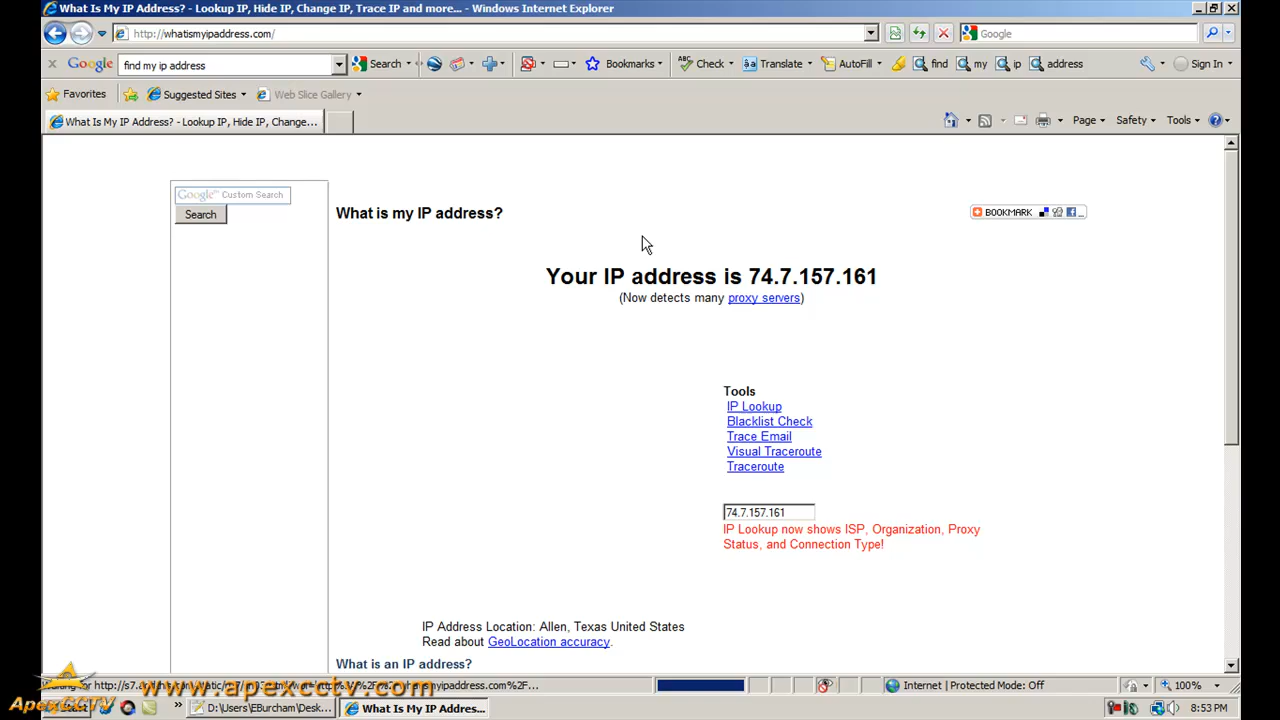 What Is My IP Address? - Lookup IP, Hide IP, Change IP, Trace IP and more... - Windows Internet Explorer
http://whatismyipaddress.com/
Google
Google
find my ip address
Search
Bookmarks
Check
Translate
AutoFill
find
my
ip
address
Sign In
Favorites
Suggested Sites
Web Slice Gallery
What Is My IP Address? - Lookup IP, Hide IP, Change...
Page
Safety
Tools
Google™ Custom Search
Search
What is my IP address?
BOOKMARK
Your IP address is 74.7.157.161
(Now detects many proxy servers)
Tools
IP Lookup
Blacklist Check
Trace Email
Visual Traceroute
Traceroute
74.7.157.161
IP Lookup now shows ISP, Organization, Proxy
Status, and Connection Type!
IP Address Location: Allen, Texas United States
Read about GeoLocation accuracy.
What is an IP address?
www.apexcctv.com
Internet | Protected Mode: Off
100%
ApexCCTV
D:\Users\EBurcham\Desk...
What Is My IP Addres...
8:53 PM